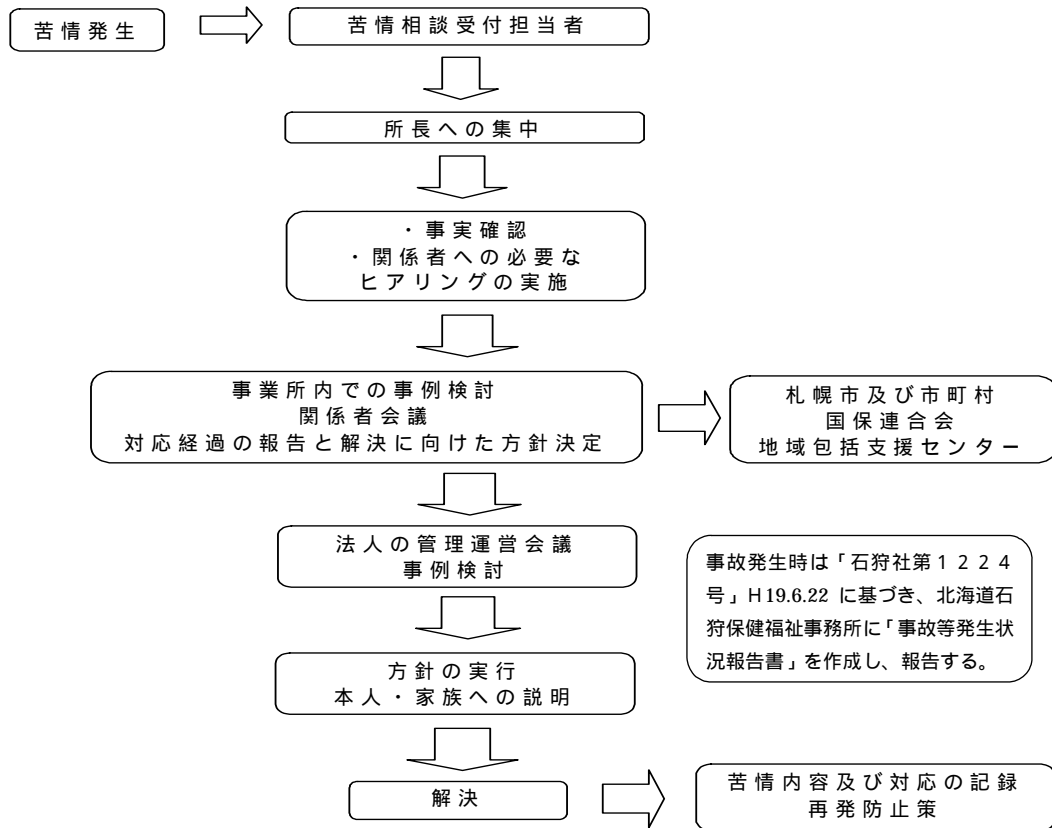 苦情発生
苦情相談受付担当者
所長への集中
・事実確認
・関係者への必要な
ヒアリングの実施
事業所内での事例検討
関係者会議
対応経過の報告と解決に向けた方針決定
札幌市及び市町村
国保連合会
地域包括支援センター
法人の管理運営会議
事例検討
事故発生時は「石狩社第1224
号」H19.6.22 に基づき、北海道石
狩保健福祉事務所に「事故等発生状
況報告書」を作成し、報告する。
方針の実行
本人・家族への説明
解決
苦情内容及び対応の記録
再発防止策